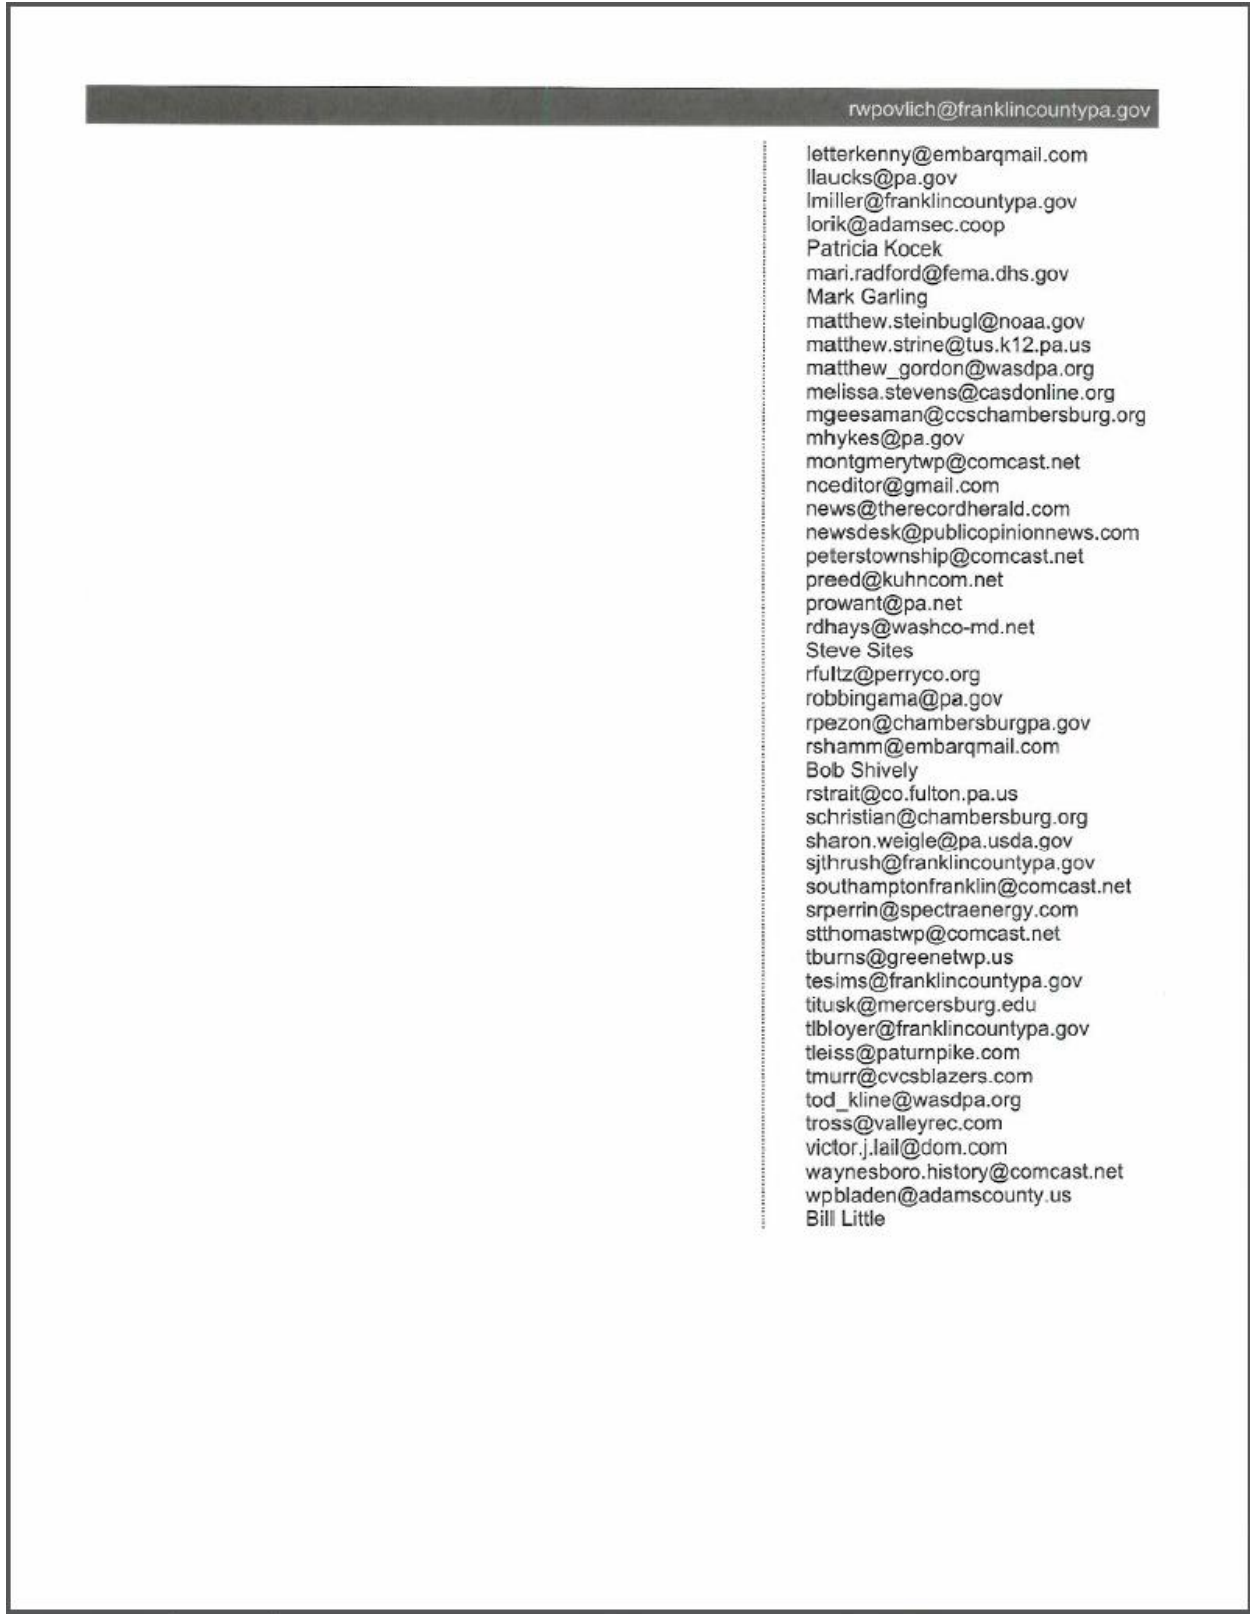 rwpovlich@franklincountypa.gov
letterkenny@embarqmail.com
llaucks@pa.gov
lmiller@franklincountypa.gov
lorik@adamsec.coop
Patricia Kocek
mari.radford@fema.dhs.gov
Mark Garling
matthew.steinbugl@noaa.gov
matthew.strine@tus.k12.pa.us
matthew_gordon@wasdpa.org
melissa.stevens@casdonline.org
mgeesaman@ccschambersburg.org
mhykes@pa.gov
montgmerytwp@comcast.net
nceditor@gmail.com
news@therecordherald.com
newsdesk@publicopinionnews.com
peterstownship@comcast.net
preed@kuhncom.net
prowant@pa.net
rdhays@washco-md.net
Steve Sites
rfultz@perryco.org
robbingama@pa.gov
rpezon@chambersburgpa.gov
rshamm@embarqmail.com
Bob Shively
rstrait@co.fulton.pa.us
schristian@chambersburg.org
sharon.weigle@pa.usda.gov
sjthrush@franklincountypa.gov
southamptonfranklin@comcast.net
srperrin@spectraenergy.com
stthomastwp@comcast.net
tburns@greenetwp.us
tesims@franklincountypa.gov
titusk@mercersburg.edu
tlbloyer@franklincountypa.gov
tleiss@paturnpike.com
tmurr@cvcsblazers.com
tod_kline@wasdpa.org
tross@valleyrec.com
victor.j.lail@dom.com
waynesboro.history@comcast.net
wpbladen@adamscounty.us
Bill Little